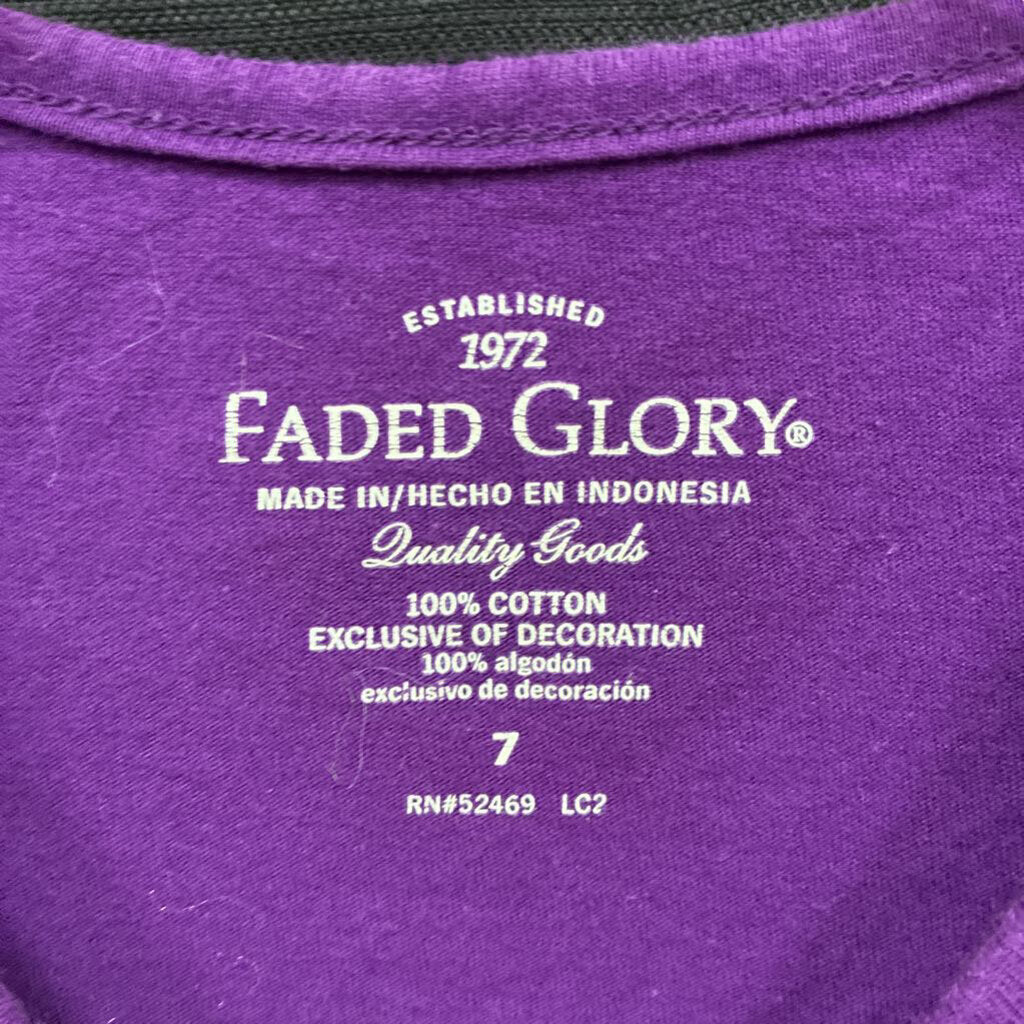 ESTABLISHED
1972
FADED GLORY®
MADE IN/HECHO EN INDONESIA
Quality Goods
100% COTTON
EXCLUSIVE OF DECORATION
100% algodón
exclusivo de decoración
7
RN#52469 LC2